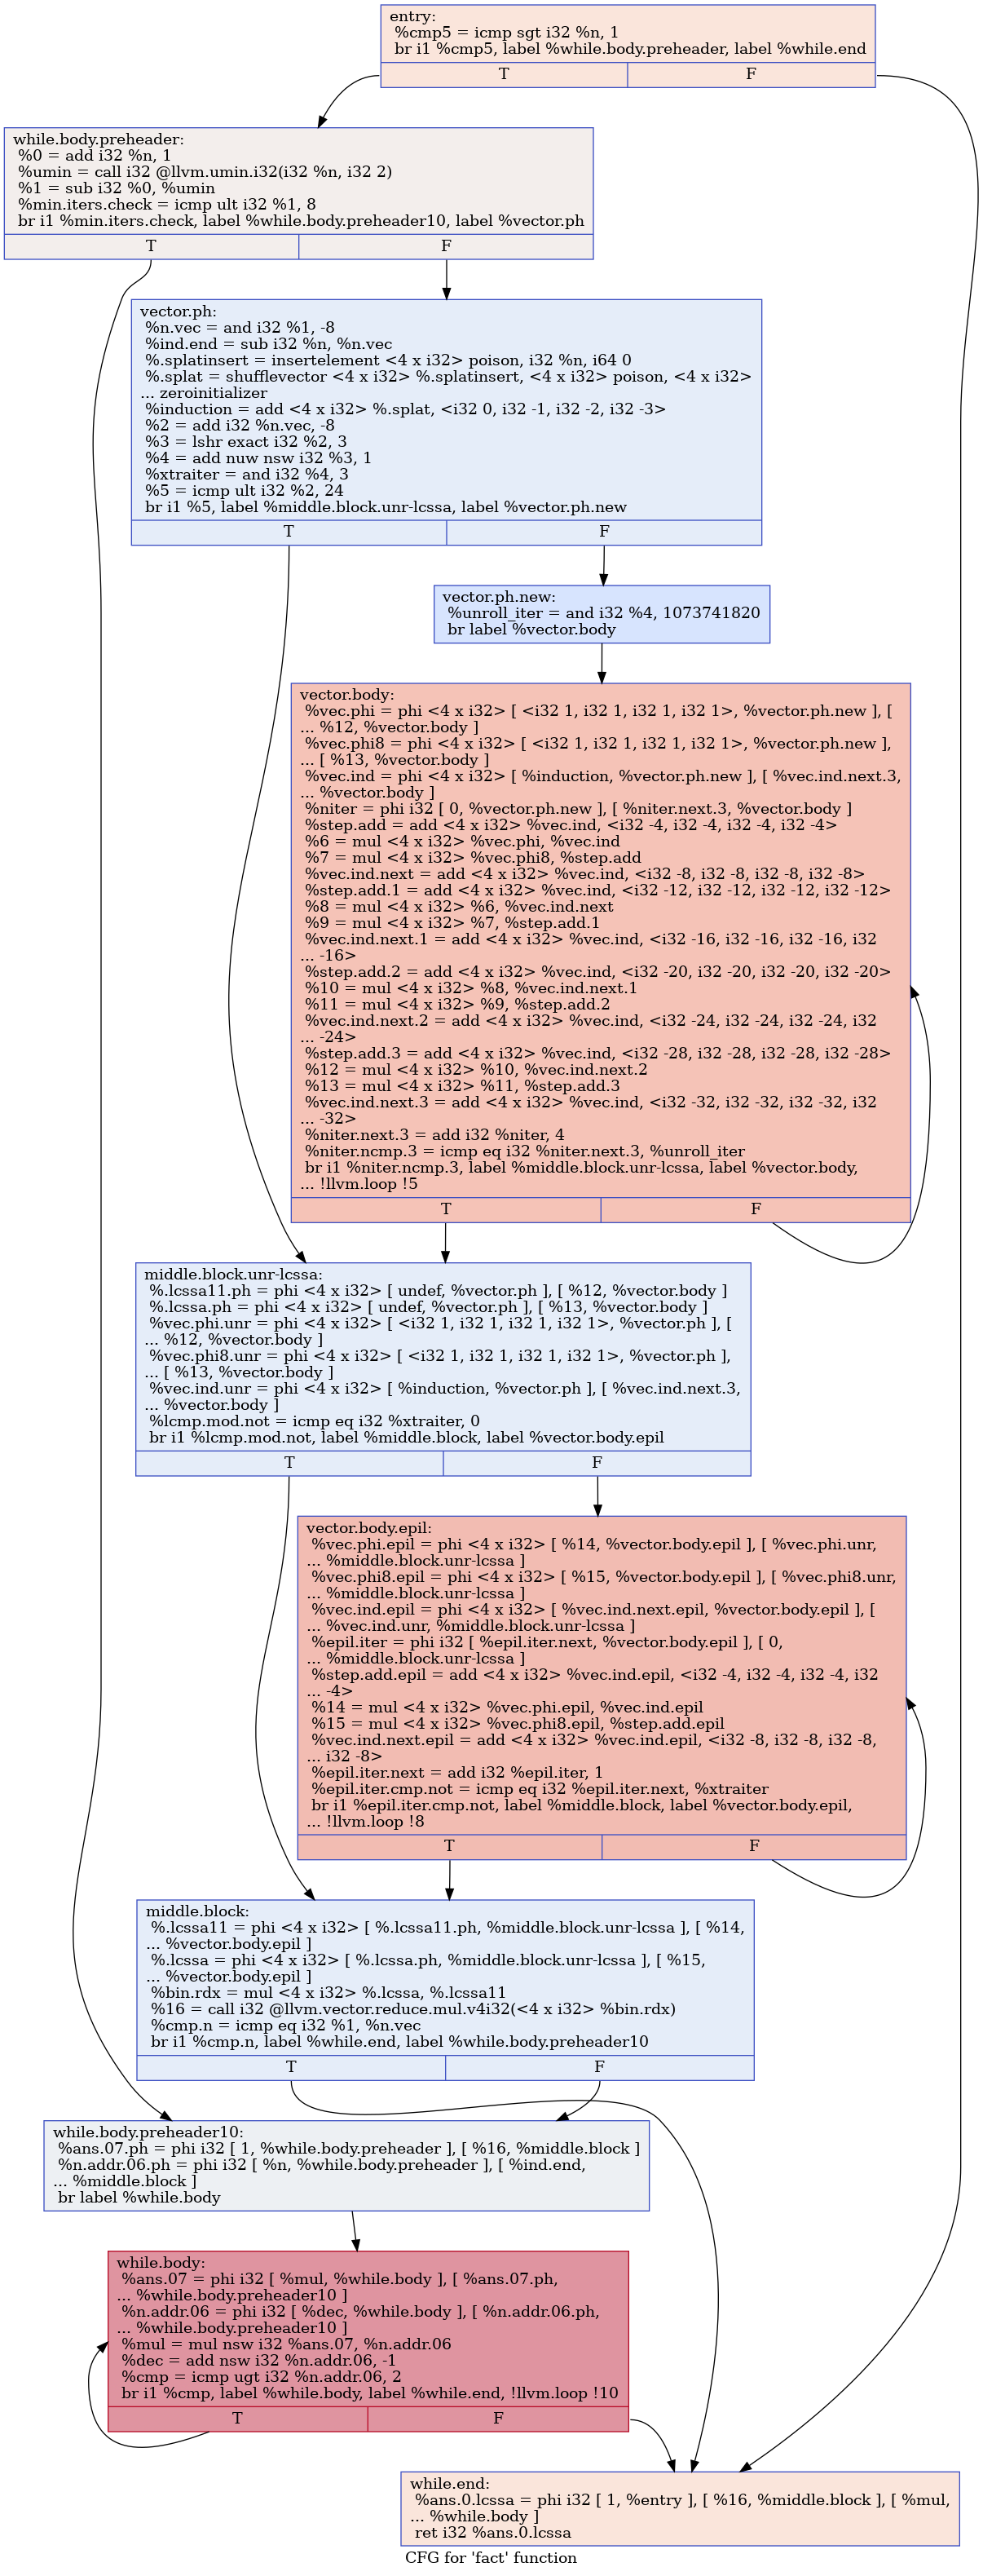 entry:
%cmp5 = icmp sgt i32 %n, 1
br i1 %cmp5, label %while.body.preheader, label %while.end
T F
while.body.preheader:
%0 = add i32 %n, 1
%umin = call i32 @llvm.umin.i32(i32 %n, i32 2)
%1 = sub i32 %0, %umin
%min.iters.check = icmp ult i32 %1, 8
br i1 %min.iters.check, label %while.body.preheader10, label %vector.ph
T F
vector.ph:
%n.vec = and i32 %1, -8
%ind.end = sub i32 %n, %n.vec
%.splatinsert = insertelement <4 x i32> poison, i32 %n, i64 0
%.splat = shufflevector <4 x i32> %.splatinsert, <4 x i32> poison, <4 x i32>
... zeroinitializer
%induction = add <4 x i32> %.splat, <i32 0, i32 -1, i32 -2, i32 -3>
%2 = add i32 %n.vec, -8
%3 = lshr exact i32 %2, 3
%4 = add nuw nsw i32 %3, 1
%xtraiter = and i32 %4, 3
%5 = icmp ult i32 %2, 24
br i1 %5, label %middle.block.unr-lcssa, label %vector.ph.new
T F
vector.ph.new:
%unroll_iter = and i32 %4, 1073741820
br label %vector.body
vector.body:
%vec.phi = phi <4 x i32> [ <i32 1, i32 1, i32 1, i32 1>, %vector.ph.new ], [
... %12, %vector.body ]
%vec.phi8 = phi <4 x i32> [ <i32 1, i32 1, i32 1, i32 1>, %vector.ph.new ],
... [ %13, %vector.body ]
%vec.ind = phi <4 x i32> [ %induction, %vector.ph.new ], [ %vec.ind.next.3,
... %vector.body ]
%niter = phi i32 [ 0, %vector.ph.new ], [ %niter.next.3, %vector.body ]
%step.add = add <4 x i32> %vec.ind, <i32 -4, i32 -4, i32 -4, i32 -4>
%6 = mul <4 x i32> %vec.phi, %vec.ind
%7 = mul <4 x i32> %vec.phi8, %step.add
%vec.ind.next = add <4 x i32> %vec.ind, <i32 -8, i32 -8, i32 -8, i32 -8>
%step.add.1 = add <4 x i32> %vec.ind, <i32 -12, i32 -12, i32 -12, i32 -12>
%8 = mul <4 x i32> %6, %vec.ind.next
%9 = mul <4 x i32> %7, %step.add.1
%vec.ind.next.1 = add <4 x i32> %vec.ind, <i32 -16, i32 -16, i32 -16, i32
... -16>
%step.add.2 = add <4 x i32> %vec.ind, <i32 -20, i32 -20, i32 -20, i32 -20>
%10 = mul <4 x i32> %8, %vec.ind.next.1
%11 = mul <4 x i32> %9, %step.add.2
%vec.ind.next.2 = add <4 x i32> %vec.ind, <i32 -24, i32 -24, i32 -24, i32
... -24>
%step.add.3 = add <4 x i32> %vec.ind, <i32 -28, i32 -28, i32 -28, i32 -28>
%12 = mul <4 x i32> %10, %vec.ind.next.2
%13 = mul <4 x i32> %11, %step.add.3
%vec.ind.next.3 = add <4 x i32> %vec.ind, <i32 -32, i32 -32, i32 -32, i32
... -32>
%niter.next.3 = add i32 %niter, 4
%niter.ncmp.3 = icmp eq i32 %niter.next.3, %unroll_iter
br i1 %niter.ncmp.3, label %middle.block.unr-lcssa, label %vector.body,
... !llvm.loop !5
T F
middle.block.unr-lcssa:
%.lcssa11.ph = phi <4 x i32> [ undef, %vector.ph ], [ %12, %vector.body ]
%.lcssa.ph = phi <4 x i32> [ undef, %vector.ph ], [ %13, %vector.body ]
%vec.phi.unr = phi <4 x i32> [ <i32 1, i32 1, i32 1, i32 1>, %vector.ph ], [
... %12, %vector.body ]
%vec.phi8.unr = phi <4 x i32> [ <i32 1, i32 1, i32 1, i32 1>, %vector.ph ],
... [ %13, %vector.body ]
%vec.ind.unr = phi <4 x i32> [ %induction, %vector.ph ], [ %vec.ind.next.3,
... %vector.body ]
%lcmp.mod.not = icmp eq i32 %xtraiter, 0
br i1 %lcmp.mod.not, label %middle.block, label %vector.body.epil
T F
vector.body.epil:
%vec.phi.epil = phi <4 x i32> [ %14, %vector.body.epil ], [ %vec.phi.unr,
... %middle.block.unr-lcssa ]
%vec.phi8.epil = phi <4 x i32> [ %15, %vector.body.epil ], [ %vec.phi8.unr,
... %middle.block.unr-lcssa ]
%vec.ind.epil = phi <4 x i32> [ %vec.ind.next.epil, %vector.body.epil ], [
... %vec.ind.unr, %middle.block.unr-lcssa ]
%epil.iter = phi i32 [ %epil.iter.next, %vector.body.epil ], [ 0,
... %middle.block.unr-lcssa ]
%step.add.epil = add <4 x i32> %vec.ind.epil, <i32 -4, i32 -4, i32 -4, i32
... -4>
%14 = mul <4 x i32> %vec.phi.epil, %vec.ind.epil
%15 = mul <4 x i32> %vec.phi8.epil, %step.add.epil
%vec.ind.next.epil = add <4 x i32> %vec.ind.epil, <i32 -8, i32 -8, i32 -8,
... i32 -8>
%epil.iter.next = add i32 %epil.iter, 1
%epil.iter.cmp.not = icmp eq i32 %epil.iter.next, %xtraiter
br i1 %epil.iter.cmp.not, label %middle.block, label %vector.body.epil,
... !llvm.loop !8
T F
middle.block:
%.lcssa11 = phi <4 x i32> [ %.lcssa11.ph, %middle.block.unr-lcssa ], [ %14,
... %vector.body.epil ]
%.lcssa = phi <4 x i32> [ %.lcssa.ph, %middle.block.unr-lcssa ], [ %15,
... %vector.body.epil ]
%bin.rdx = mul <4 x i32> %.lcssa, %.lcssa11
%16 = call i32 @llvm.vector.reduce.mul.v4i32(<4 x i32> %bin.rdx)
%cmp.n = icmp eq i32 %1, %n.vec
br i1 %cmp.n, label %while.end, label %while.body.preheader10
T F
while.body.preheader10:
%ans.07.ph = phi i32 [ 1, %while.body.preheader ], [ %16, %middle.block ]
%n.addr.06.ph = phi i32 [ %n, %while.body.preheader ], [ %ind.end,
... %middle.block ]
br label %while.body
while.body:
%ans.07 = phi i32 [ %mul, %while.body ], [ %ans.07.ph,
... %while.body.preheader10 ]
%n.addr.06 = phi i32 [ %dec, %while.body ], [ %n.addr.06.ph,
... %while.body.preheader10 ]
%mul = mul nsw i32 %ans.07, %n.addr.06
%dec = add nsw i32 %n.addr.06, -1
%cmp = icmp ugt i32 %n.addr.06, 2
br i1 %cmp, label %while.body, label %while.end, !llvm.loop !10
T F
while.end:
%ans.0.lcssa = phi i32 [ 1, %entry ], [ %16, %middle.block ], [ %mul,
... %while.body ]
ret i32 %ans.0.lcssa
CFG for 'fact' function